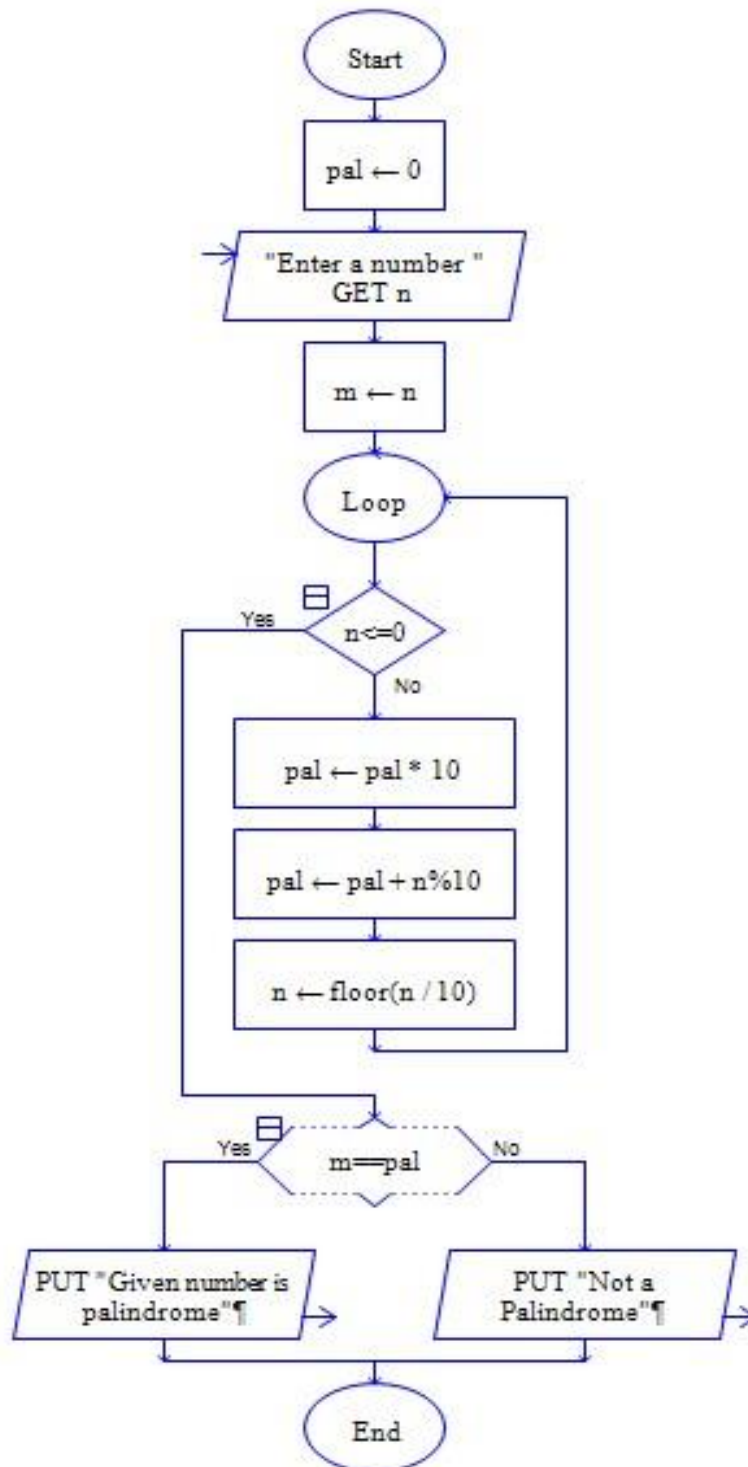 Start
pal ← 0
"Enter a number "
GET n
m ← n
Loop
Yes
n<=0
No
pal ← pal * 10
pal ← pal + n%10
n ← floor(n / 10)
Yes
m==pal
No
PUT "Given number is
palindrome"¶
PUT "Not a
Palindrome"¶
End